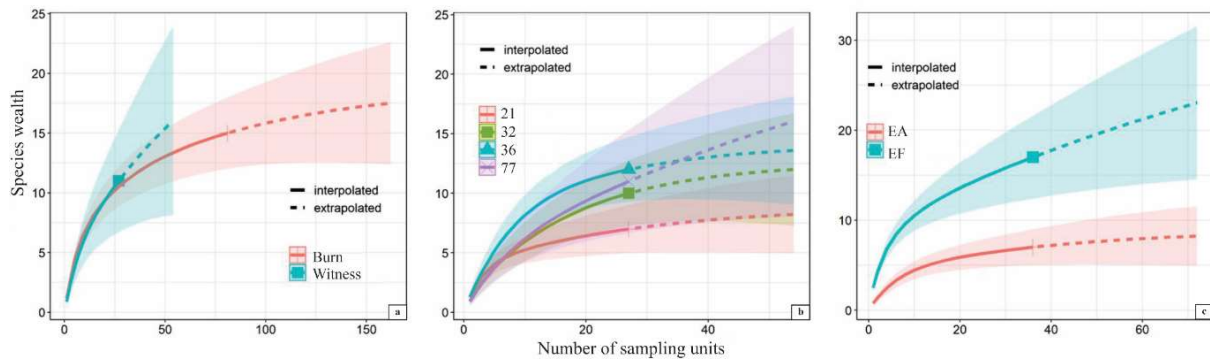 Species wealth
25
20
15
10
5
0
interpolated
extrapolated
Burn
Witness
a
0 50 100 150
25
20
15
10
5
0
interpolated
extrapolated
21
32
36
77
b
0 20 40
30
20
10
0
interpolated
extrapolated
EA
EF
c
0 20 40 60
Number of sampling units